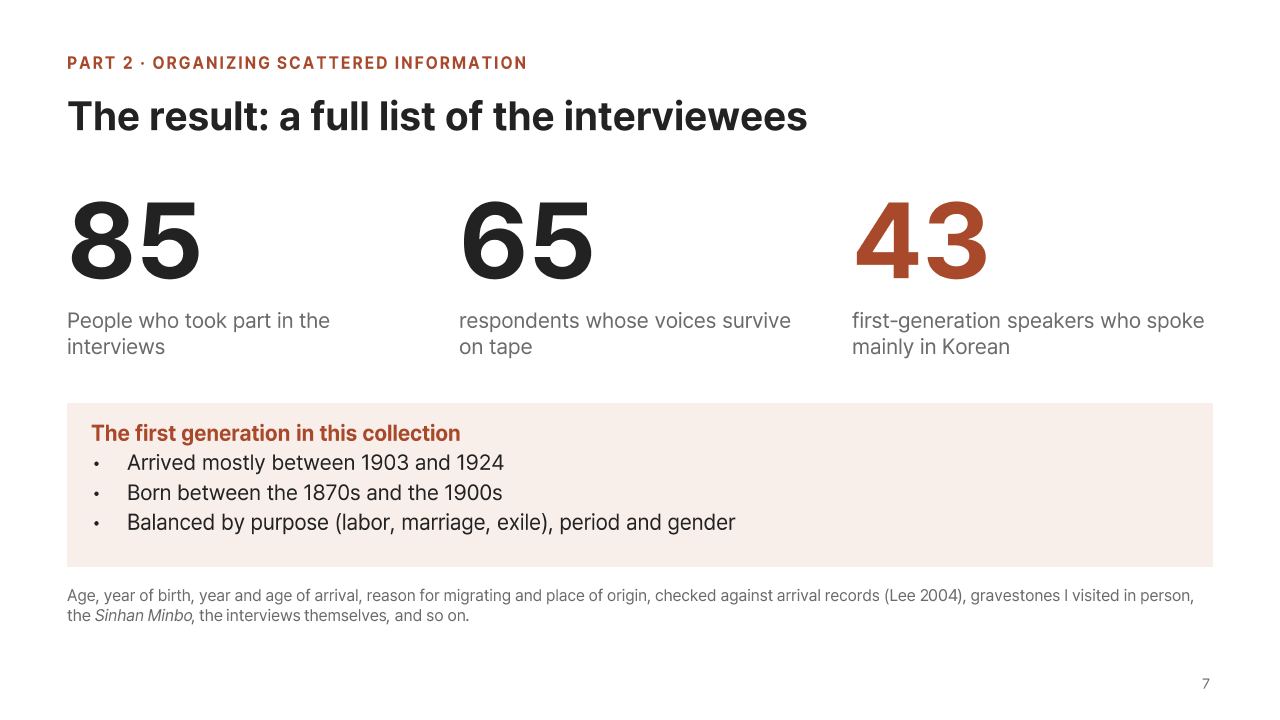 PART 2 · ORGANIZING SCATTERED INFORMATION
The result: a full list of the interviewees
85
People who took part in the
interviews
65
respondents whose voices survive
on tape
43
first-generation speakers who spoke
mainly in Korean
The first generation in this collection
• Arrived mostly between 1903 and 1924
• Born between the 1870s and the 1900s
• Balanced by purpose (labor, marriage, exile), period and gender
Age, year of birth, year and age of arrival, reason for migrating and place of origin, checked against arrival records (Lee 2004), gravestones I visited in person,
the Sinhan Minbo, the interviews themselves, and so on.
7